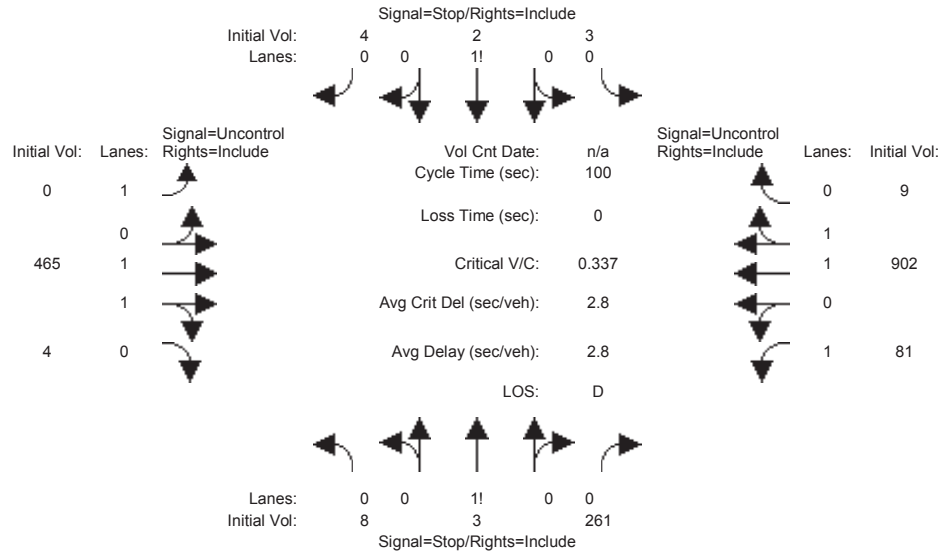 Signal=Stop/Rights=Include
Initial Vol: 4 2 3
Lanes: 0 0 1! 0 0
Signal=Uncontrol
Initial Vol: Lanes: Rights=Include
Vol Cnt Date: n/a
Signal=Uncontrol
Rights=Include Lanes: Initial Vol:
Cycle Time (sec): 100
0 1
0 9
Loss Time (sec): 0
0
1
465 1
Critical V/C: 0.337
1 902
1
Avg Crit Del (sec/veh): 2.8
0
4 0
Avg Delay (sec/veh): 2.8
1 81
LOS: D
Lanes: 0 0 1! 0 0
Initial Vol: 8 3 261
Signal=Stop/Rights=Include